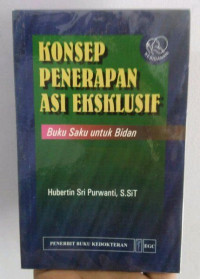 KONSEP
PENERAPAN
ASI EKSKLUSIF
Buku Saku untuk Bidan
Hubertin Sri Purwanti, S.SiT
PENERBIT BUKU KEDOKTERAN EGC